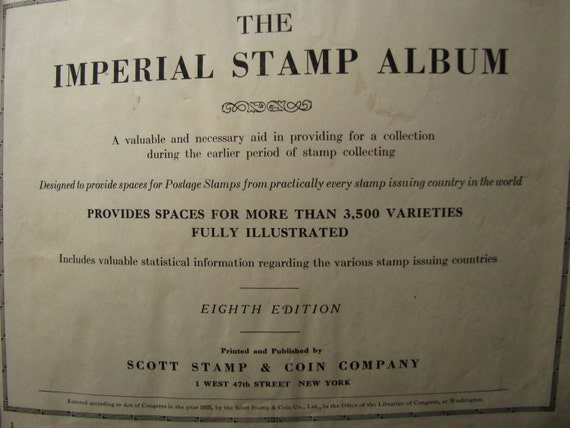 THE
IMPERIAL STAMP ALBUM
A valuable and necessary aid in providing for a collection
during the earlier period of stamp collecting
Designed to provide spaces for Postage Stamps from practically every stamp issuing country in the world
PROVIDES SPACES FOR MORE THAN 3,500 VARIETIES
FULLY ILLUSTRATED
Includes valuable statistical information regarding the various stamp issuing countries
EIGHTH EDITION
Printed and Published by
SCOTT STAMP & COIN COMPANY
1 WEST 47th STREET NEW YORK
Entered according to Act of Congress in the year 1925, by the Scott Stamp & Coin Co., Ltd., in the Office of the Librarian of Congress, at Washington.
1